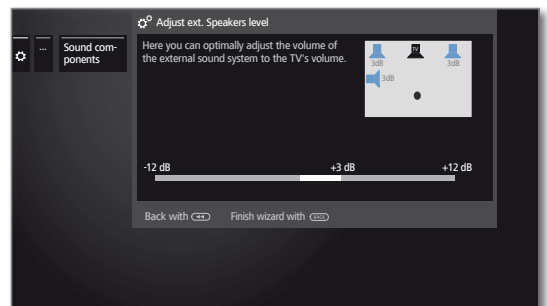 Adjust ext. Speakers level
...
Sound com-
ponents
Here you can optimally adjust the volume of
the external sound system to the TV's volume.
TV
3dB
3dB
3dB
-12 dB
+3 dB
+12 dB
Back with
Finish wizard with BACK